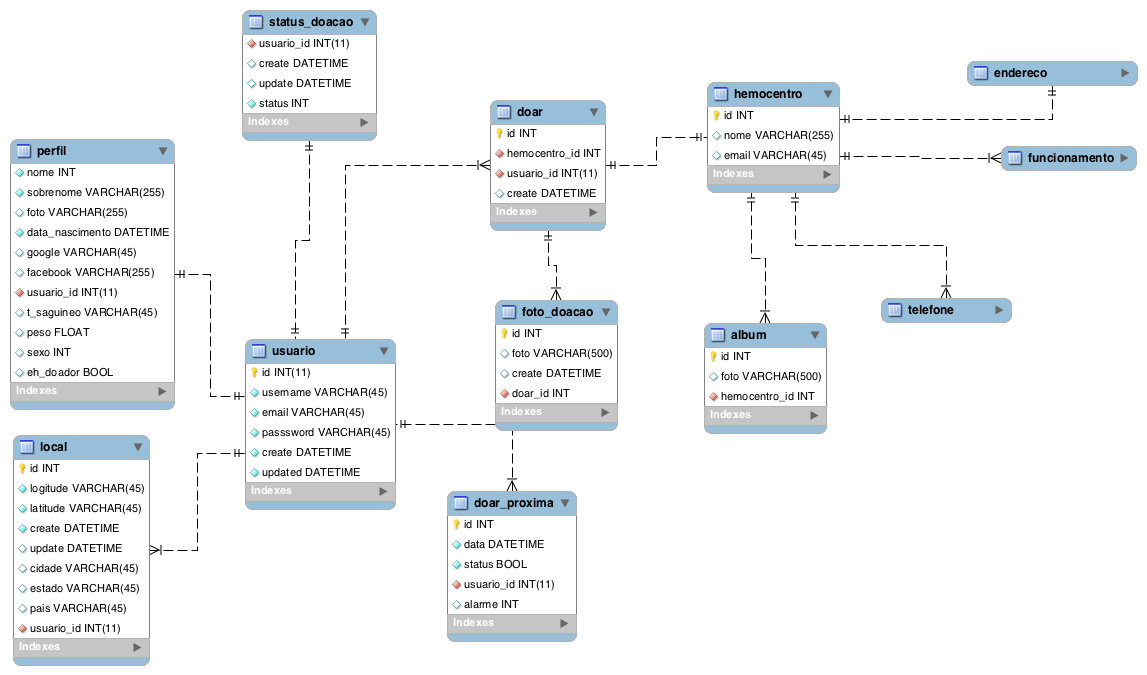 status_doacao
usuario_id INT(11)
create DATETIME
update DATETIME
status INT
Indexes
perfil
nome INT
sobrenome VARCHAR(255)
foto VARCHAR(255)
data_nascimento DATETIME
google VARCHAR(45)
facebook VARCHAR(255)
usuario_id INT(11)
t_saguineo VARCHAR(45)
peso FLOAT
sexo INT
eh_doador BOOL
Indexes
local
id INT
logitude VARCHAR(45)
latitude VARCHAR(45)
create DATETIME
update DATETIME
cidade VARCHAR(45)
estado VARCHAR(45)
pais VARCHAR(45)
usuario_id INT(11)
Indexes
usuario
id INT(11)
username VARCHAR(45)
email VARCHAR(45)
passsword VARCHAR(45)
create DATETIME
updated DATETIME
Indexes
doar
id INT
hemocentro_id INT
usuario_id INT(11)
create DATETIME
Indexes
foto_doacao
id INT
foto VARCHAR(500)
create DATETIME
doar_id INT
Indexes
doar_proxima
id INT
data DATETIME
status BOOL
usuario_id INT(11)
alarme INT
Indexes
hemocentro
id INT
nome VARCHAR(255)
email VARCHAR(45)
Indexes
album
id INT
foto VARCHAR(500)
hemocentro_id INT
Indexes
endereco
funcionamento
telefone